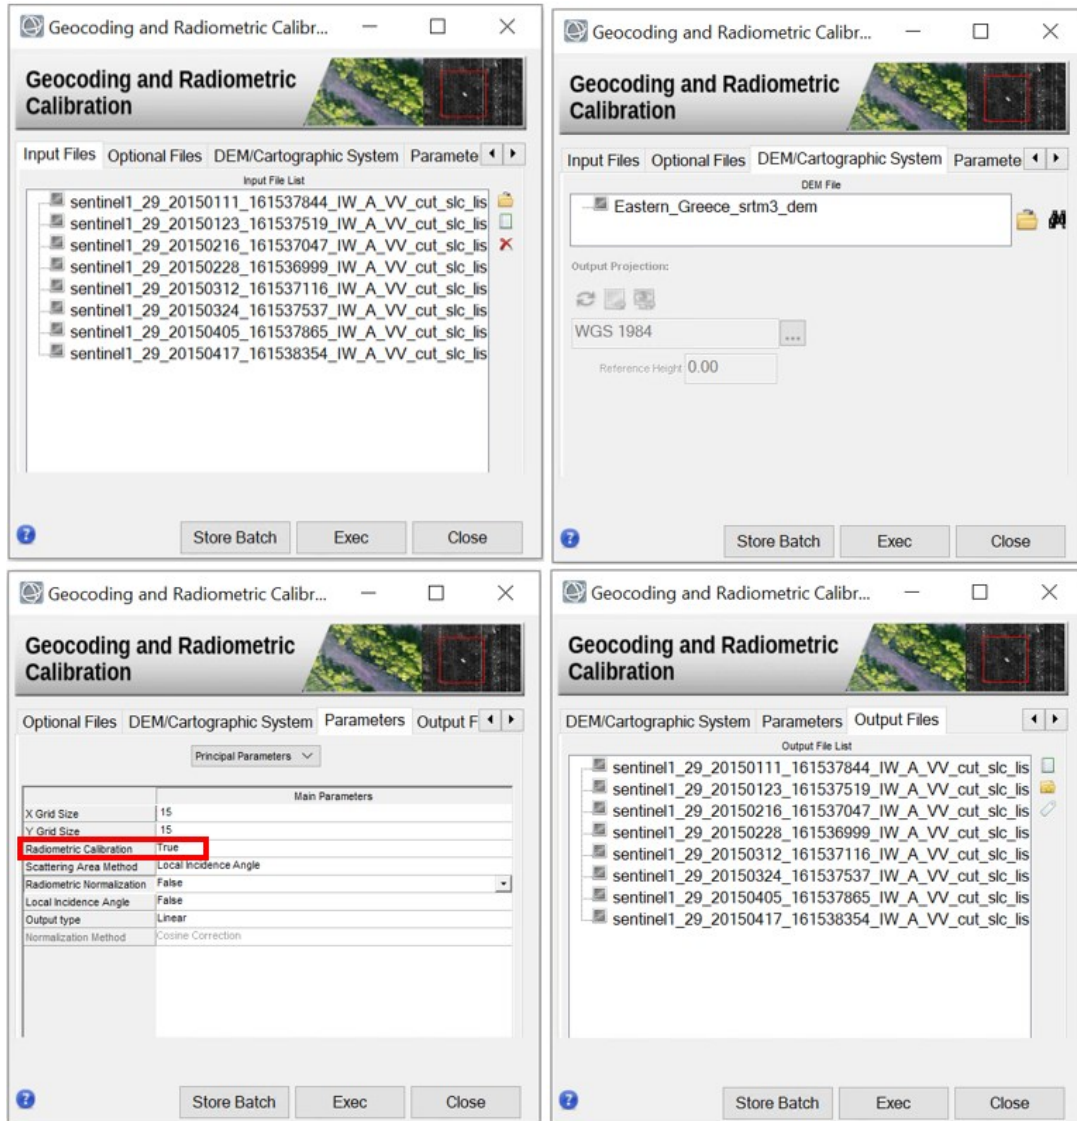 Geocoding and Radiometric Calibr...
Geocoding and Radiometric
Calibration
Input Files Optional Files DEM/Cartographic System Paramete
Input File List
sentinel1_29_20150111_161537844_IW_A_VV_cut_slc_lis
sentinel1_29_20150123_161537519_IW_A_VV_cut_slc_lis
sentinel1_29_20150216_161537047_IW_A_VV_cut_slc_lis
sentinel1_29_20150228_161536999_IW_A_VV_cut_slc_lis
sentinel1_29_20150312_161537116_IW_A_VV_cut_slc_lis
sentinel1_29_20150324_161537537_IW_A_VV_cut_slc_lis
sentinel1_29_20150405_161537865_IW_A_VV_cut_slc_lis
sentinel1_29_20150417_161538354_IW_A_VV_cut_slc_lis
? Store Batch Exec Close
Geocoding and Radiometric Calibr...
Geocoding and Radiometric
Calibration
Input Files Optional Files DEM/Cartographic System Paramete
DEM File
Eastern_Greece_srtm3_dem
Output Projection:
WGS 1984 ...
Reference Height 0.00
? Store Batch Exec Close
Geocoding and Radiometric Calibr...
Geocoding and Radiometric
Calibration
Optional Files DEM/Cartographic System Parameters Output F
Principal Parameters
Main Parameters
X Grid Size 15
Y Grid Size 15
Radiometric Calibration True
Scattering Area Method Local Incidence Angle
Radiometric Normalization False
Local Incidence Angle False
Output type Linear
Normalization Method Cosine Correction
? Store Batch Exec Close
Geocoding and Radiometric Calibr...
Geocoding and Radiometric
Calibration
DEM/Cartographic System Parameters Output Files
Output File List
sentinel1_29_20150111_161537844_IW_A_VV_cut_slc_lis
sentinel1_29_20150123_161537519_IW_A_VV_cut_slc_lis
sentinel1_29_20150216_161537047_IW_A_VV_cut_slc_lis
sentinel1_29_20150228_161536999_IW_A_VV_cut_slc_lis
sentinel1_29_20150312_161537116_IW_A_VV_cut_slc_lis
sentinel1_29_20150324_161537537_IW_A_VV_cut_slc_lis
sentinel1_29_20150405_161537865_IW_A_VV_cut_slc_lis
sentinel1_29_20150417_161538354_IW_A_VV_cut_slc_lis
? Store Batch Exec Close